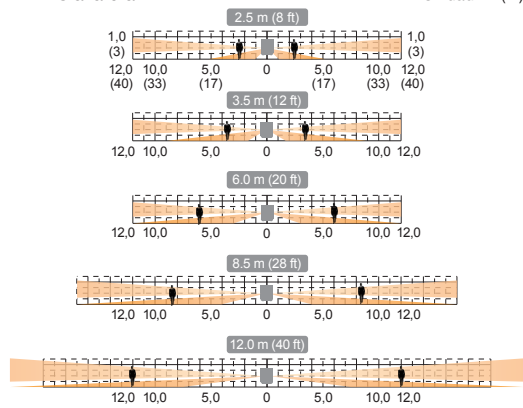 2.5 m (8 ft)
1,0 1,0
(3) (3)
12,0 10,0 5,0 0 5,0 10,0 12,0
(40) (33) (17) (17) (33) (40)
3.5 m (12 ft)
12,0 10,0 5,0 0 5,0 10,0 12,0
6.0 m (20 ft)
12,0 10,0 5,0 0 5,0 10,0 12,0
8.5 m (28 ft)
12,0 10,0 5,0 0 5,0 10,0 12,0
12.0 m (40 ft)
12,0 10,0 5,0 0 5,0 10,0 12,0